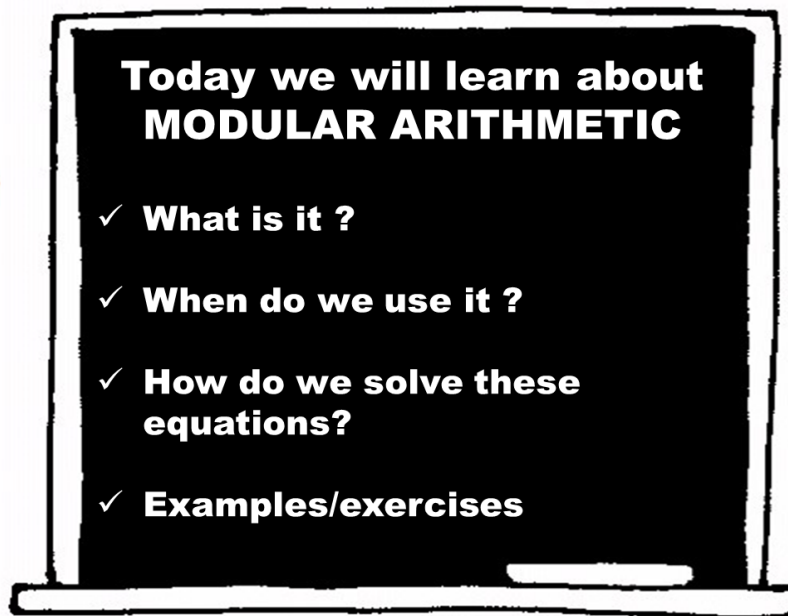 Today we will learn about
MODULAR ARITHMETIC
✓ What is it ?
✓ When do we use it ?
✓ How do we solve these
equations?
✓ Examples/exercises